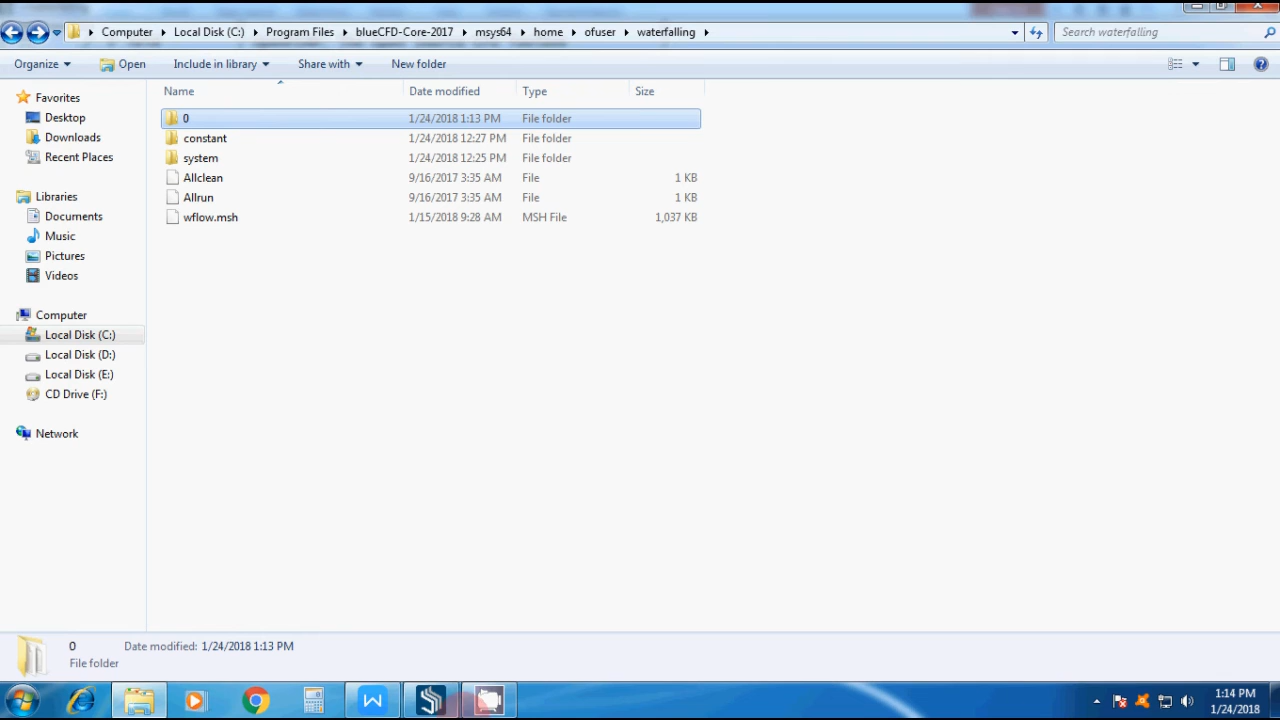 Computer Local Disk (C:) Program Files blueCFD-Core-2017 msys64 home ofuser waterfalling Search waterfalling
Organize Open Include in library Share with New folder
Name Date modified Type Size
Favorites
Desktop
Downloads
Recent Places
Libraries
Documents
Music
Pictures
Videos
Computer
Local Disk (C:)
Local Disk (D:)
Local Disk (E:)
CD Drive (F:)
Network
0 1/24/2018 1:13 PM File folder
constant 1/24/2018 12:27 PM File folder
system 1/24/2018 12:25 PM File folder
Allclean 9/16/2017 3:35 AM File 1 KB
Allrun 9/16/2017 3:35 AM File 1 KB
wflow.msh 1/15/2018 9:28 AM MSH File 1,037 KB
0 Date modified: 1/24/2018 1:13 PM
File folder
1:14 PM
1/24/2018